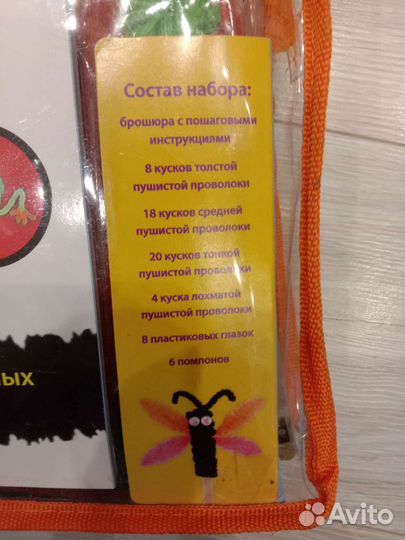 Состав набора:
брошюра с пошаговыми
инструкциями
8 кусков толстой
пушистой проволоки
18 кусков средней
пушистой проволоки
20 кусков тонкой
пушистой проволоки
4 куска лохматой
пушистой проволоки
8 пластиковых глазок
6 помпонов
ных
Avito